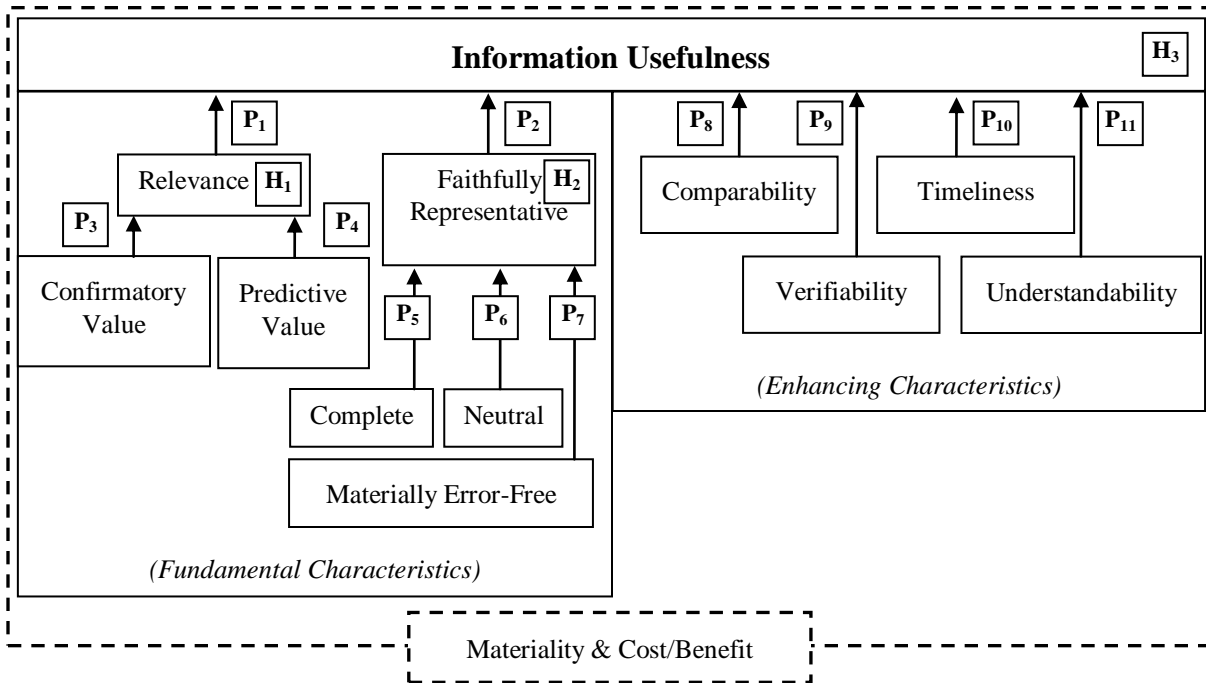 Information Usefulness
H3
P1
P2
P8
P9
P10
P11
Relevance
H1
Faithfully
Representative
H2
Comparability
Timeliness
P3
P4
Confirmatory
Value
Predictive
Value
Verifiability
Understandability
P5
P6
P7
Complete
Neutral
(Enhancing Characteristics)
Materially Error-Free
(Fundamental Characteristics)
Materiality & Cost/Benefit